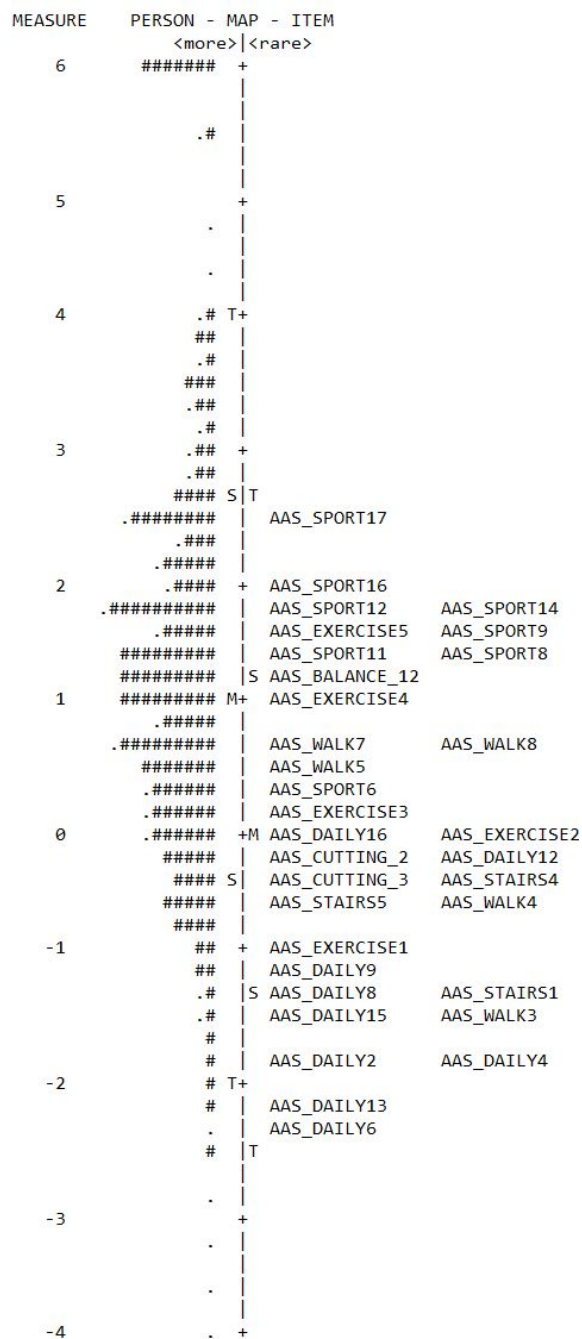 MEASURE PERSON - MAP - ITEM
<more>|<rare>
6 ####### +
|
|
.# |
|
|
5 +
. |
|
. |
|
4 .# T+
## |
.# |
### |
.## |
.# |
3 .## +
.## |
#### S|T
.######## | AAS_SPORT17
.### |
.##### |
2 .#### + AAS_SPORT16
.########## | AAS_SPORT12 AAS_SPORT14
.##### | AAS_EXERCISE5 AAS_SPORT9
######### | AAS_SPORT11 AAS_SPORT8
######### |S AAS_BALANCE_12
1 ######### M+ AAS_EXERCISE4
.##### |
.######### | AAS_WALK7 AAS_WALK8
####### | AAS_WALK5
.###### | AAS_SPORT6
.###### | AAS_EXERCISE3
0 .###### +M AAS_DAILY16 AAS_EXERCISE2
##### | AAS_CUTTING_2 AAS_DAILY12
#### S| AAS_CUTTING_3 AAS_STAIRS4
##### | AAS_STAIRS5 AAS_WALK4
#### |
-1 ## + AAS_EXERCISE1
## | AAS_DAILY9
.# |S AAS_DAILY8 AAS_STAIRS1
.# | AAS_DAILY15 AAS_WALK3
# |
# | AAS_DAILY2 AAS_DAILY4
-2 # T+
# | AAS_DAILY13
. | AAS_DAILY6
# |T
|
. |
-3 +
. |
|
. |
|
-4 . +